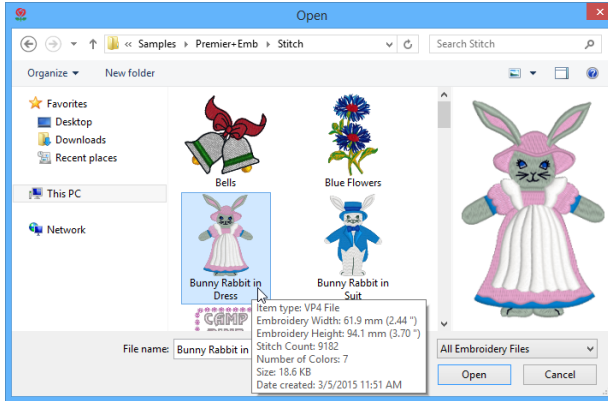 Open
« Samples ▸ Premier+Emb ▸ Stitch
Search Stitch
Organize
New folder
Favorites
Desktop
Downloads
Recent places
This PC
Network
Bells
Blue Flowers
Bunny Rabbit in
Dress
Bunny Rabbit in
Suit
CAMP
Item type: VP4 File
Embroidery Width: 61.9 mm (2.44 ")
Embroidery Height: 94.1 mm (3.70 ")
Stitch Count: 9182
Number of Colors: 7
Size: 18.6 KB
Date created: 3/5/2015 11:51 AM
File name:
Bunny Rabbit in
All Embroidery Files
Open
Cancel